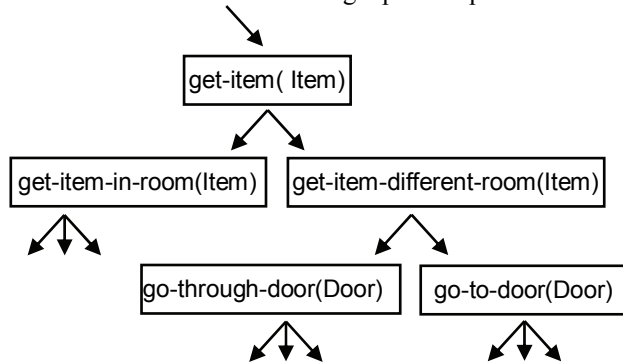 get-item( Item)
get-item-in-room(Item)
get-item-different-room(Item)
go-through-door(Door)
go-to-door(Door)